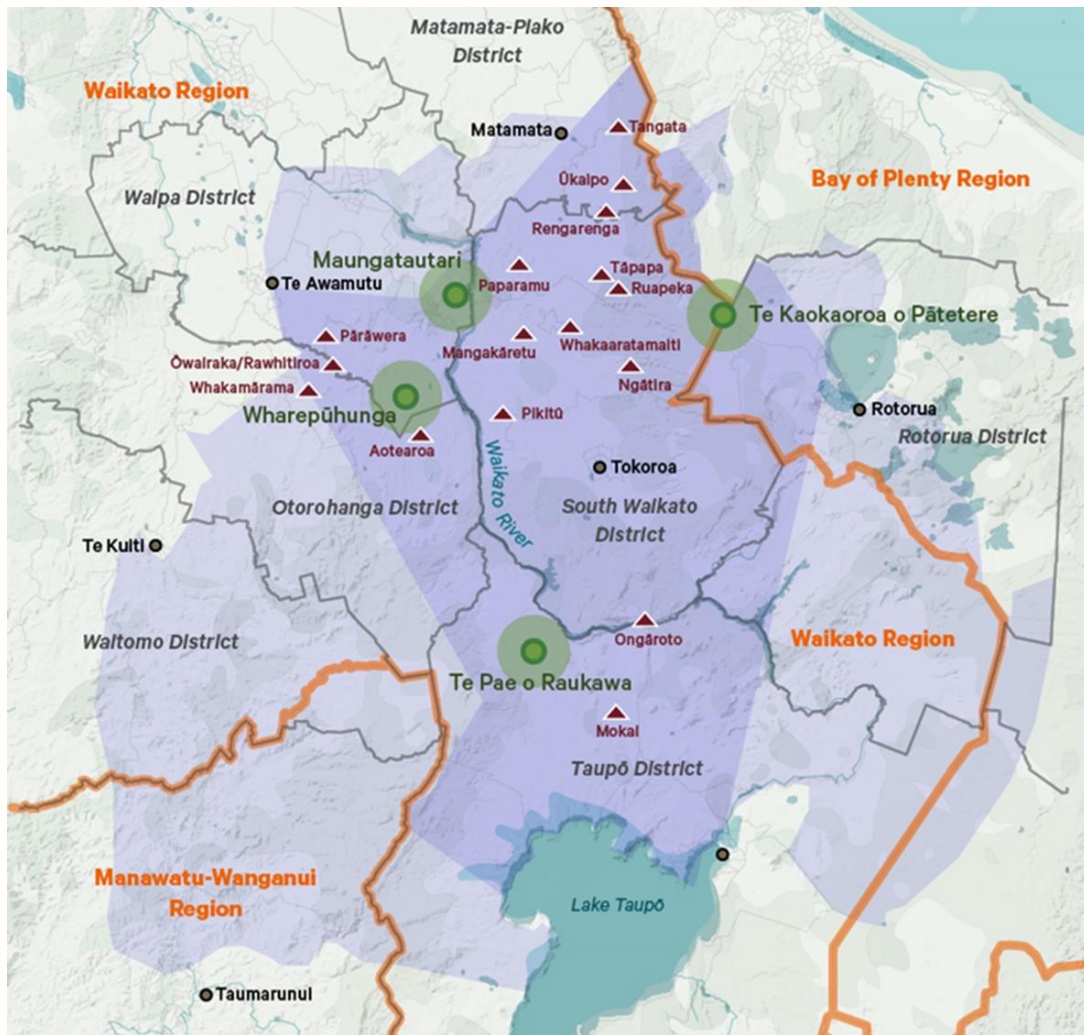 Matamata-Piako
District
Waikato Region
Matamata
Tangata
Waipa District
Ūkaipo
Bay of Plenty Region
Rengarenga
Maungatautari
Tāpapa
Te Awamutu
Paparamu
Ruapeka
Te Kaokaoroa o Pātetere
Pārāwera
Mangakāretu
Whakaaratamaiti
Ōwairaka/Rawhitiroa
Ngātira
Whakamārama
Wharepūhunga
Pikitū
Rotorua
Rotorua District
Aotearoa
Waikato River
Tokoroa
Otorohanga District
South Waikato
District
Te Kuiti
Waitomo District
Ongāroto
Waikato Region
Te Pae o Raukawa
Mokai
Taupō District
Manawatu-Wanganui
Region
Lake Taupō
Taumarunui